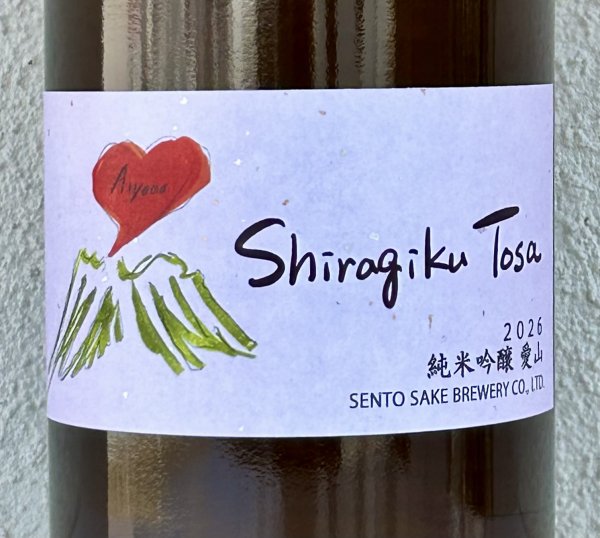 Aiyama
Shiragiku Tosa
2026
純米吟醸 愛山
SENTO SAKE BREWERY CO., LTD.